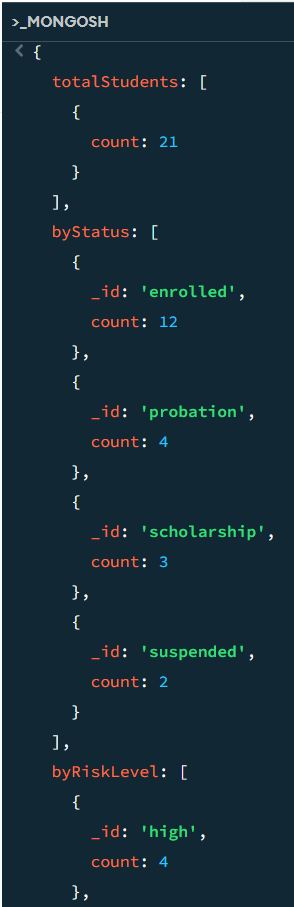 >_MONGOSH
< {
totalStudents: [
{
count: 21
}
],
byStatus: [
{
_id: 'enrolled',
count: 12
},
{
_id: 'probation',
count: 4
},
{
_id: 'scholarship',
count: 3
},
{
_id: 'suspended',
count: 2
}
],
byRiskLevel: [
{
_id: 'high',
count: 4
},